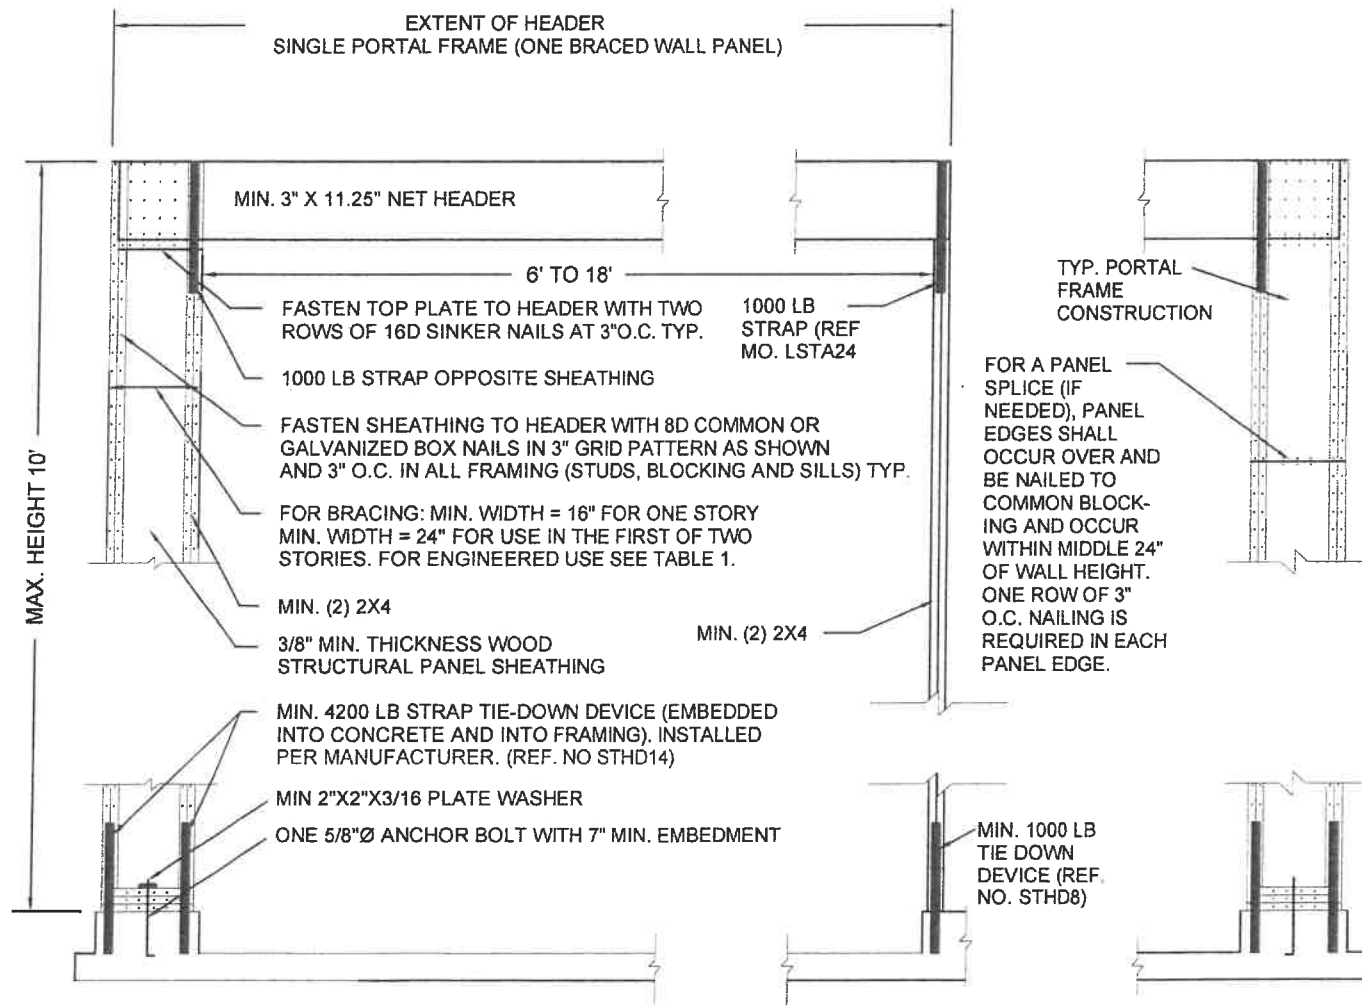 EXTENT OF HEADER
SINGLE PORTAL FRAME (ONE BRACED WALL PANEL)
MIN. 3" X 11.25" NET HEADER
6' TO 18'
FASTEN TOP PLATE TO HEADER WITH TWO
ROWS OF 16D SINKER NAILS AT 3"O.C. TYP.
1000 LB
STRAP (REF
MO. LSTA24
1000 LB STRAP OPPOSITE SHEATHING
FASTEN SHEATHING TO HEADER WITH 8D COMMON OR
GALVANIZED BOX NAILS IN 3" GRID PATTERN AS SHOWN
AND 3" O.C. IN ALL FRAMING (STUDS, BLOCKING AND SILLS) TYP.
FOR BRACING: MIN. WIDTH = 16" FOR ONE STORY
MIN. WIDTH = 24" FOR USE IN THE FIRST OF TWO
STORIES. FOR ENGINEERED USE SEE TABLE 1.
MIN. (2) 2X4
3/8" MIN. THICKNESS WOOD
STRUCTURAL PANEL SHEATHING
MIN. (2) 2X4
MIN. 4200 LB STRAP TIE-DOWN DEVICE (EMBEDDED
INTO CONCRETE AND INTO FRAMING). INSTALLED
PER MANUFACTURER. (REF. NO STHD14)
MIN 2"X2"X3/16 PLATE WASHER
ONE 5/8"Ø ANCHOR BOLT WITH 7" MIN. EMBEDMENT
MAX. HEIGHT 10'
TYP. PORTAL
FRAME
CONSTRUCTION
FOR A PANEL
SPLICE (IF
NEEDED), PANEL
EDGES SHALL
OCCUR OVER AND
BE NAILED TO
COMMON BLOCK-
ING AND OCCUR
WITHIN MIDDLE 24"
OF WALL HEIGHT.
ONE ROW OF 3"
O.C. NAILING IS
REQUIRED IN EACH
PANEL EDGE.
MIN. 1000 LB
TIE DOWN
DEVICE (REF.
NO. STHD8)